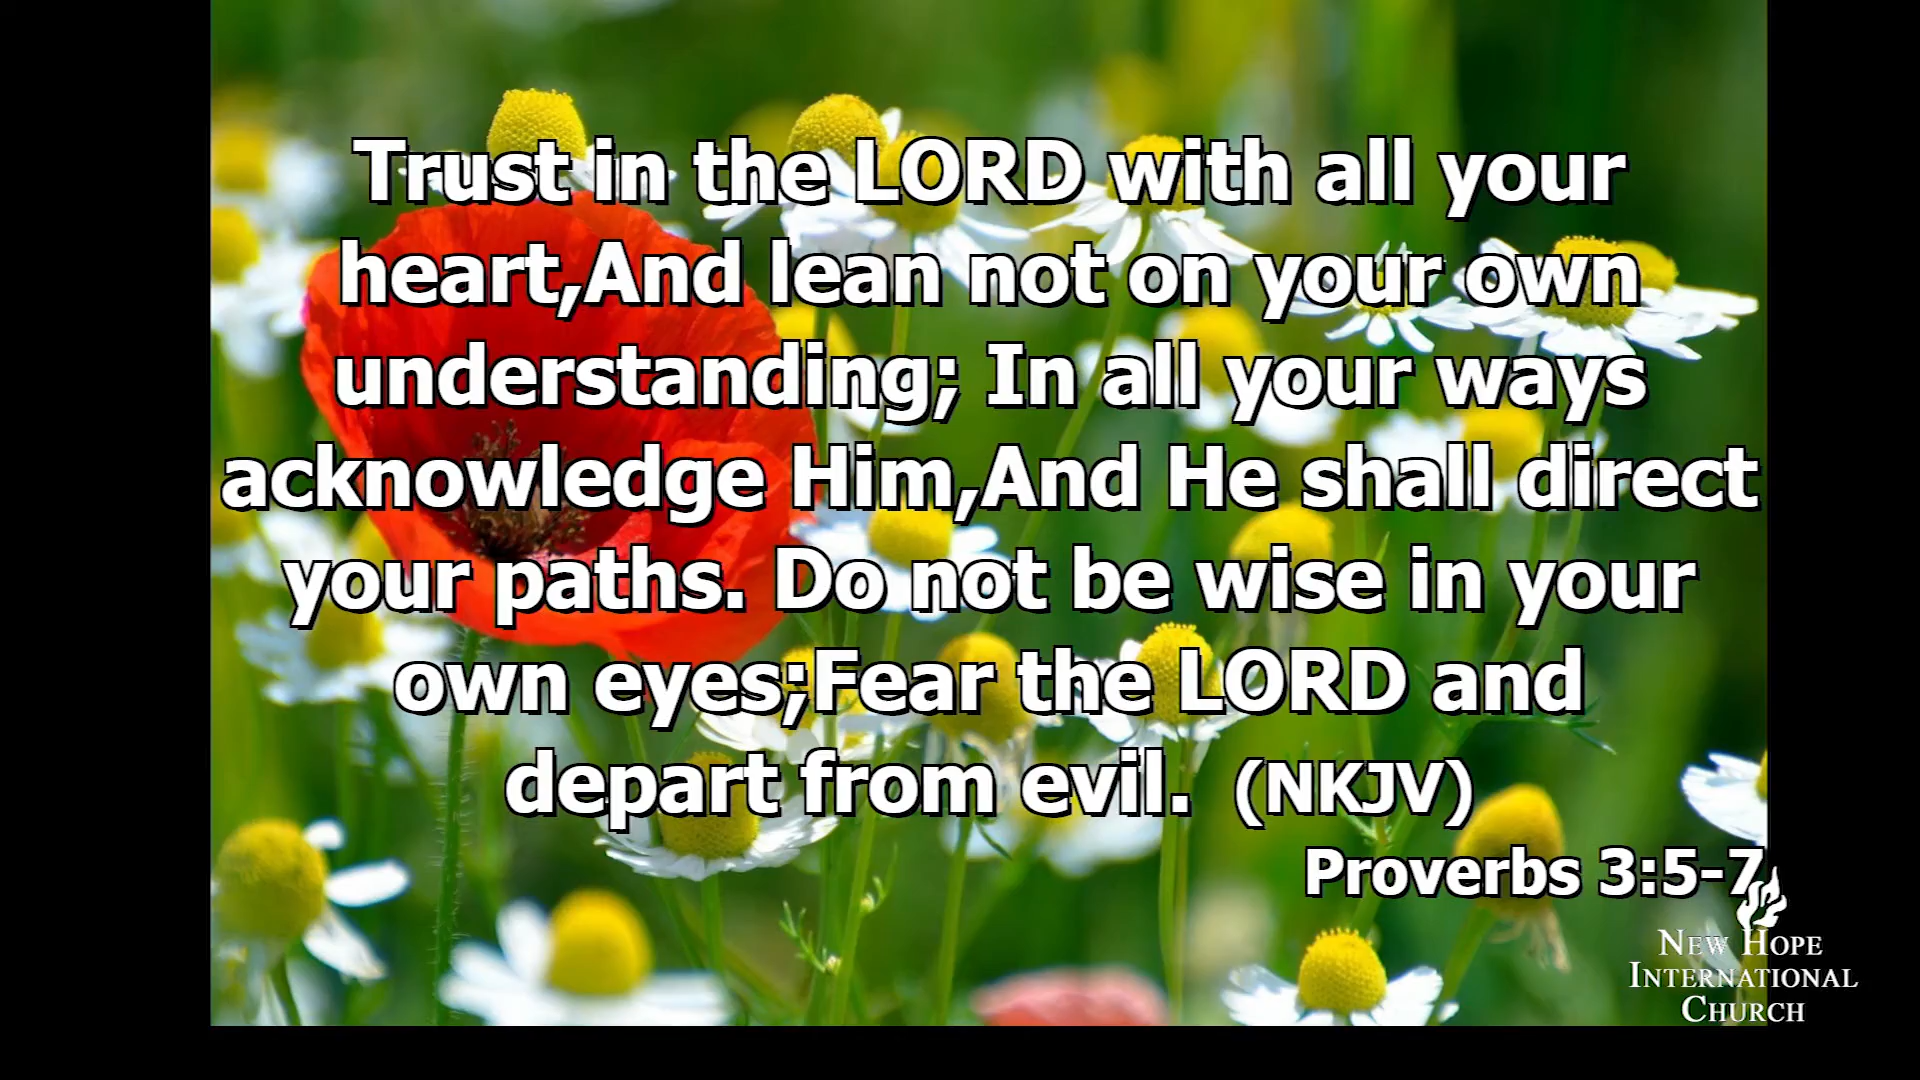 Trust in the LORD with all your
heart,And lean not on your own
understanding; In all your ways
acknowledge Him,And He shall direct
your paths. Do not be wise in your
own eyes;Fear the LORD and
depart from evil. (NKJV)
Proverbs 3:5-7
NEW HOPE
INTERNATIONAL
CHURCH